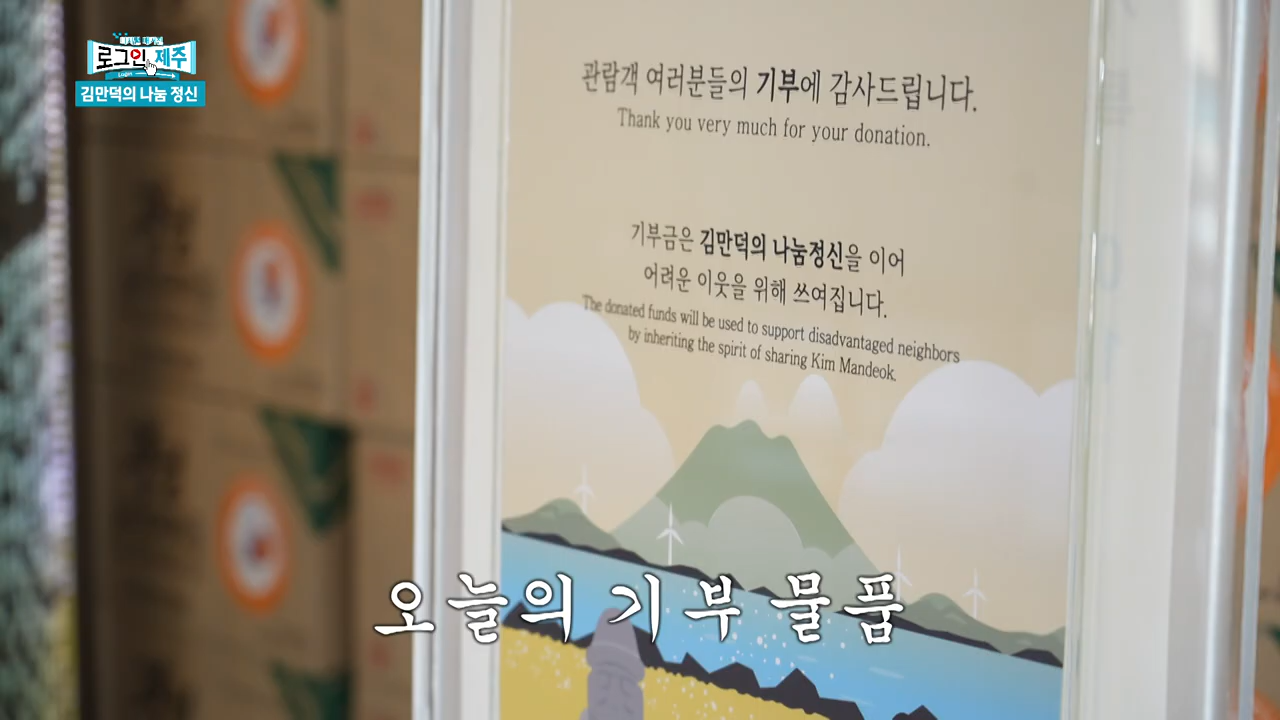 로그인 제주
김만덕의 나눔 정신
관람객 여러분들의 기부에 감사드립니다.
Thank you very much for your donation.
기부금은 김만덕의 나눔정신을 이어
어려운 이웃을 위해 쓰여집니다.
The donated funds will be used to support disadvantaged neighbors
by inheriting the spirit of sharing Kim Mandeok.
오늘의 기부 물품